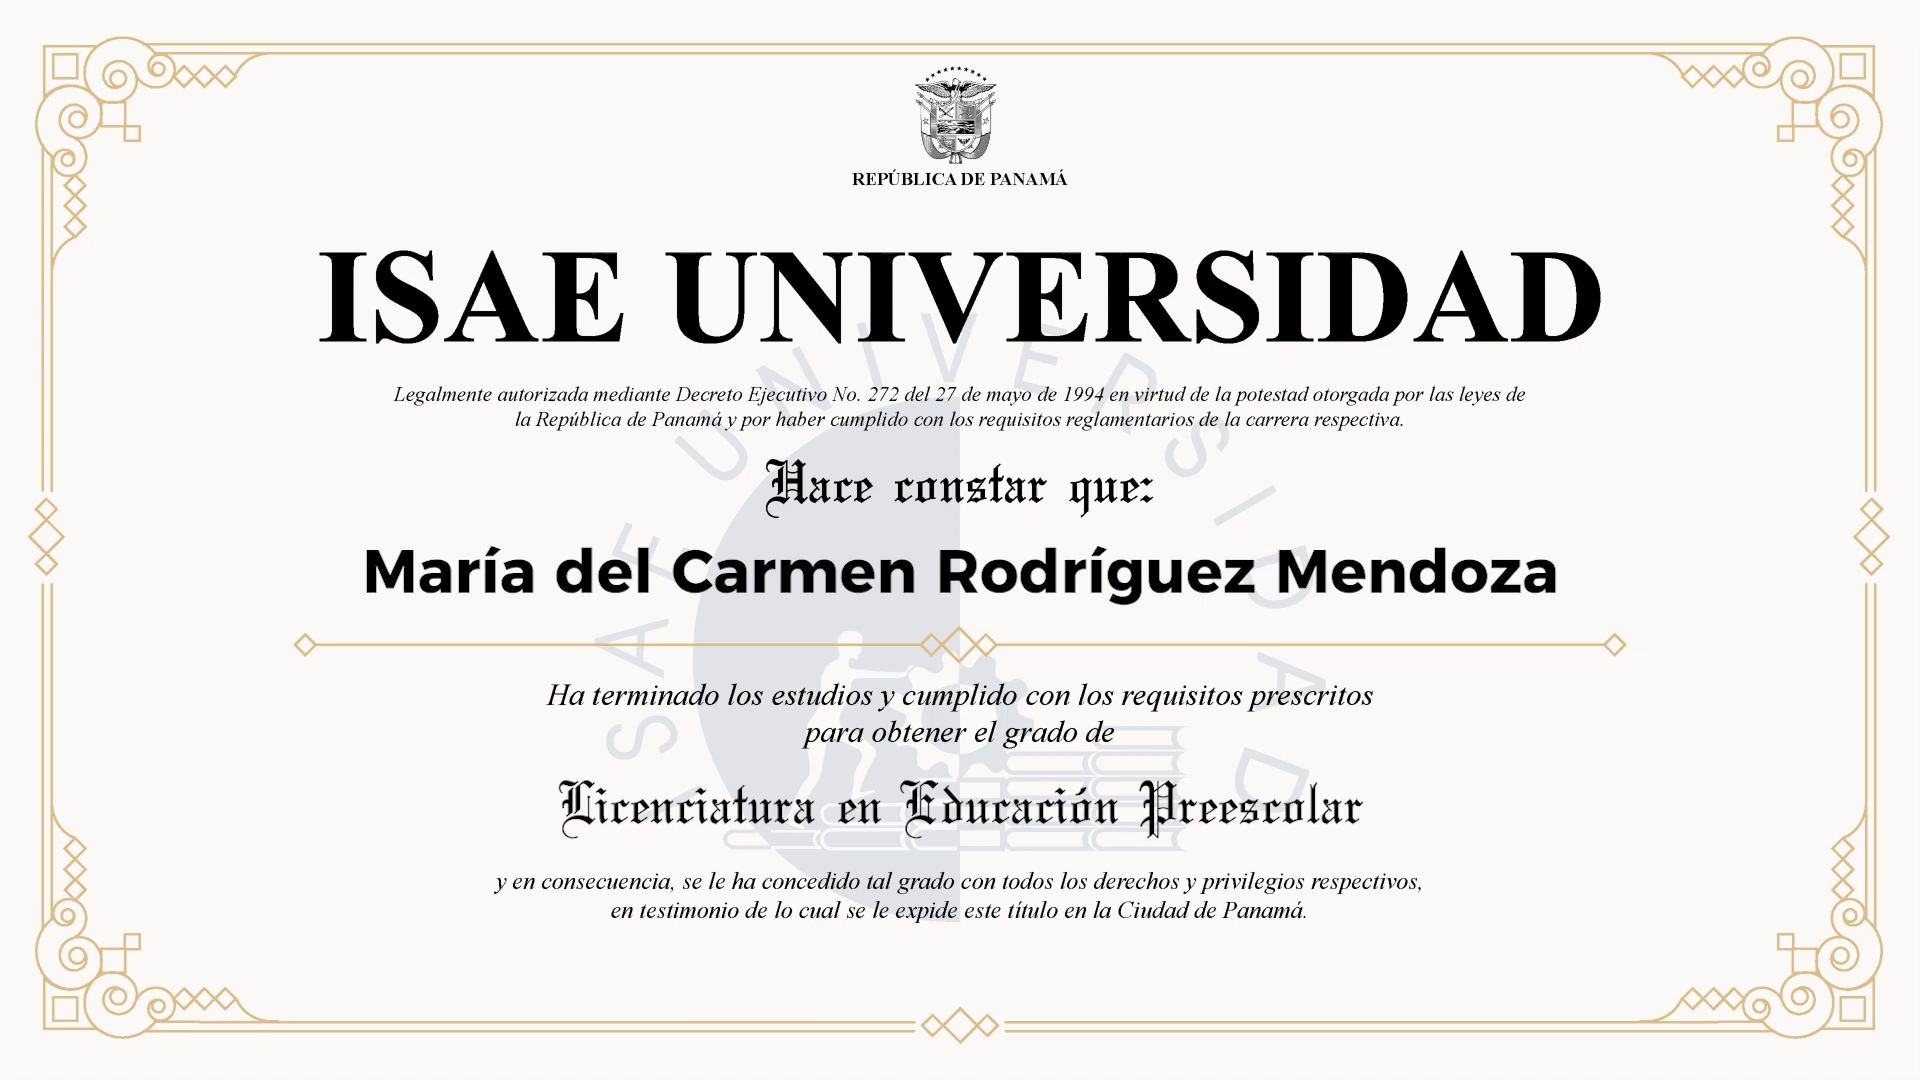 REPÚBLICA DE PANAMÁ
ISAE UNIVERSIDAD
Legalmente autorizada mediante Decreto Ejecutivo No. 272 del 27 de mayo de 1994 en virtud de la potestad otorgada por las leyes de
la República de Panamá y por haber cumplido con los requisitos reglamentarios de la carrera respectiva.
Hace constar que:
María del Carmen Rodríguez Mendoza
Ha terminado los estudios y cumplido con los requisitos prescritos
para obtener el grado de
Licenciatura en Educación Preescolar
y en consecuencia, se le ha concedido tal grado con todos los derechos y privilegios respectivos,
en testimonio de lo cual se le expide este título en la Ciudad de Panamá.
ISAE UNIVERSIDAD